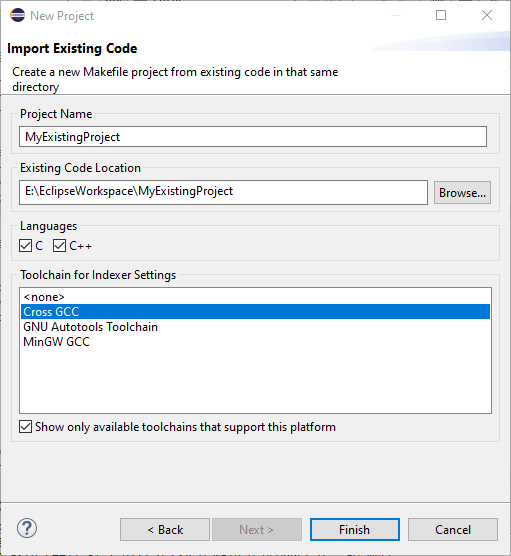 New Project
Import Existing Code
Create a new Makefile project from existing code in that same
directory
Project Name
MyExistingProject
Existing Code Location
E:\EclipseWorkspace\MyExistingProject
Browse...
Languages
C
C++
Toolchain for Indexer Settings
<none>
Cross GCC
GNU Autotools Toolchain
MinGW GCC
Show only available toolchains that support this platform
?
< Back
Next >
Finish
Cancel